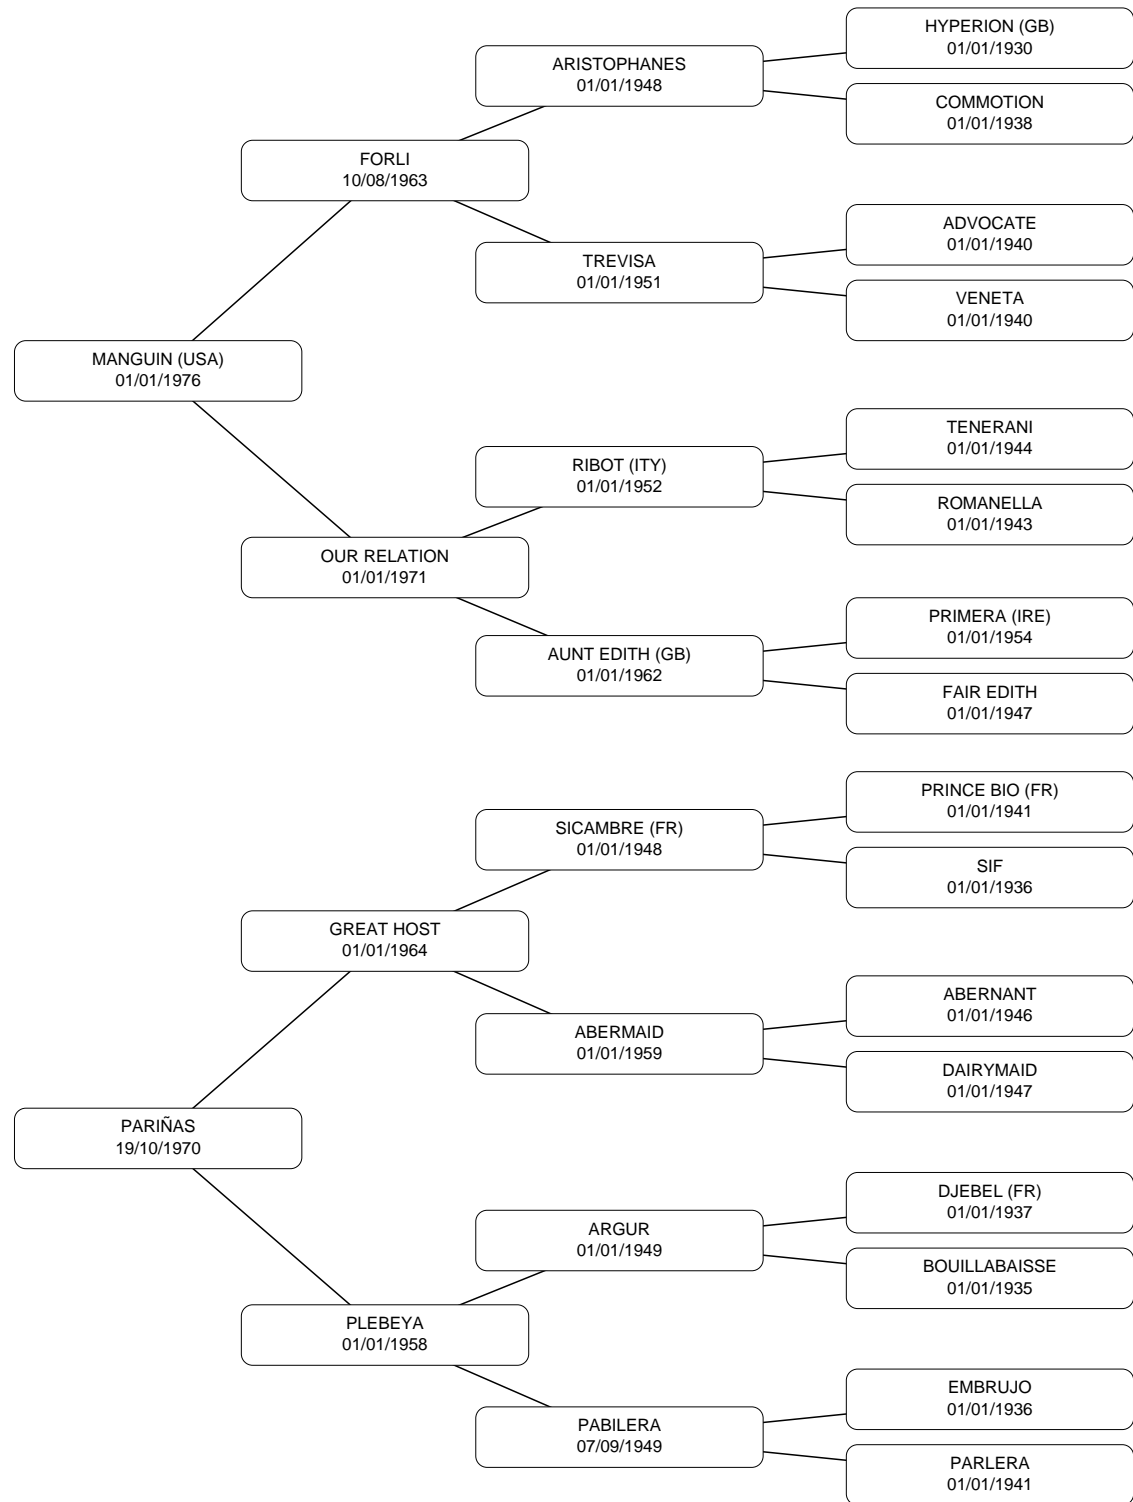 HYPERION (GB)
01/01/1930
ARISTOPHANES
01/01/1948
COMMOTION
01/01/1938
FORLI
10/08/1963
ADVOCATE
01/01/1940
TREVISA
01/01/1951
VENETA
01/01/1940
MANGUIN (USA)
01/01/1976
TENERANI
01/01/1944
RIBOT (ITY)
01/01/1952
ROMANELLA
01/01/1943
OUR RELATION
01/01/1971
PRIMERA (IRE)
01/01/1954
AUNT EDITH (GB)
01/01/1962
FAIR EDITH
01/01/1947
PRINCE BIO (FR)
01/01/1941
SICAMBRE (FR)
01/01/1948
SIF
01/01/1936
GREAT HOST
01/01/1964
ABERNANT
01/01/1946
ABERMAID
01/01/1959
DAIRYMAID
01/01/1947
PARIÑAS
19/10/1970
DJEBEL (FR)
01/01/1937
ARGUR
01/01/1949
BOUILLABAISSE
01/01/1935
PLEBEYA
01/01/1958
EMBRUJO
01/01/1936
PABILERA
07/09/1949
PARLERA
01/01/1941